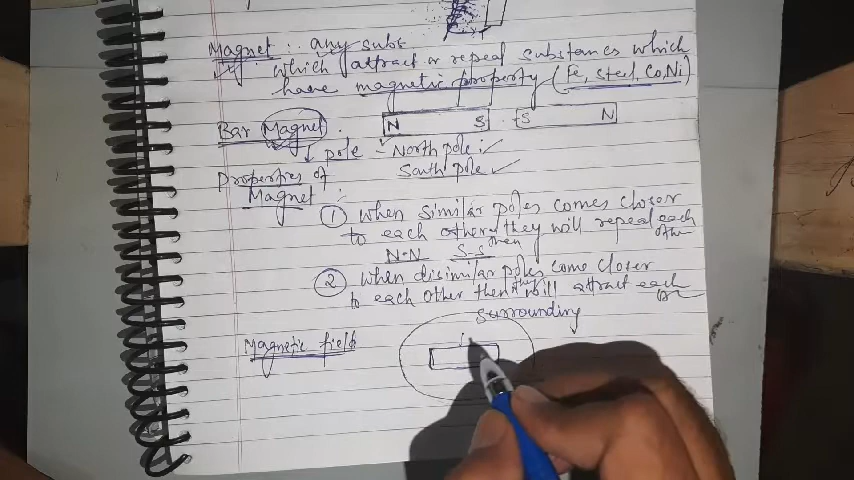 Magnet : any subs
which attract or repeal substances which
have magnetic property (Fe, Steel, Co, Ni)
Bar Magnet . N S S N
pole - North pole
South pole
Properties of
Magnet :
① when similar poles comes closer
to each other they will repeal each other
N-N S-S then
② when disimilar poles come closer
to each other then they will attract each
surrounding
Magnetic field